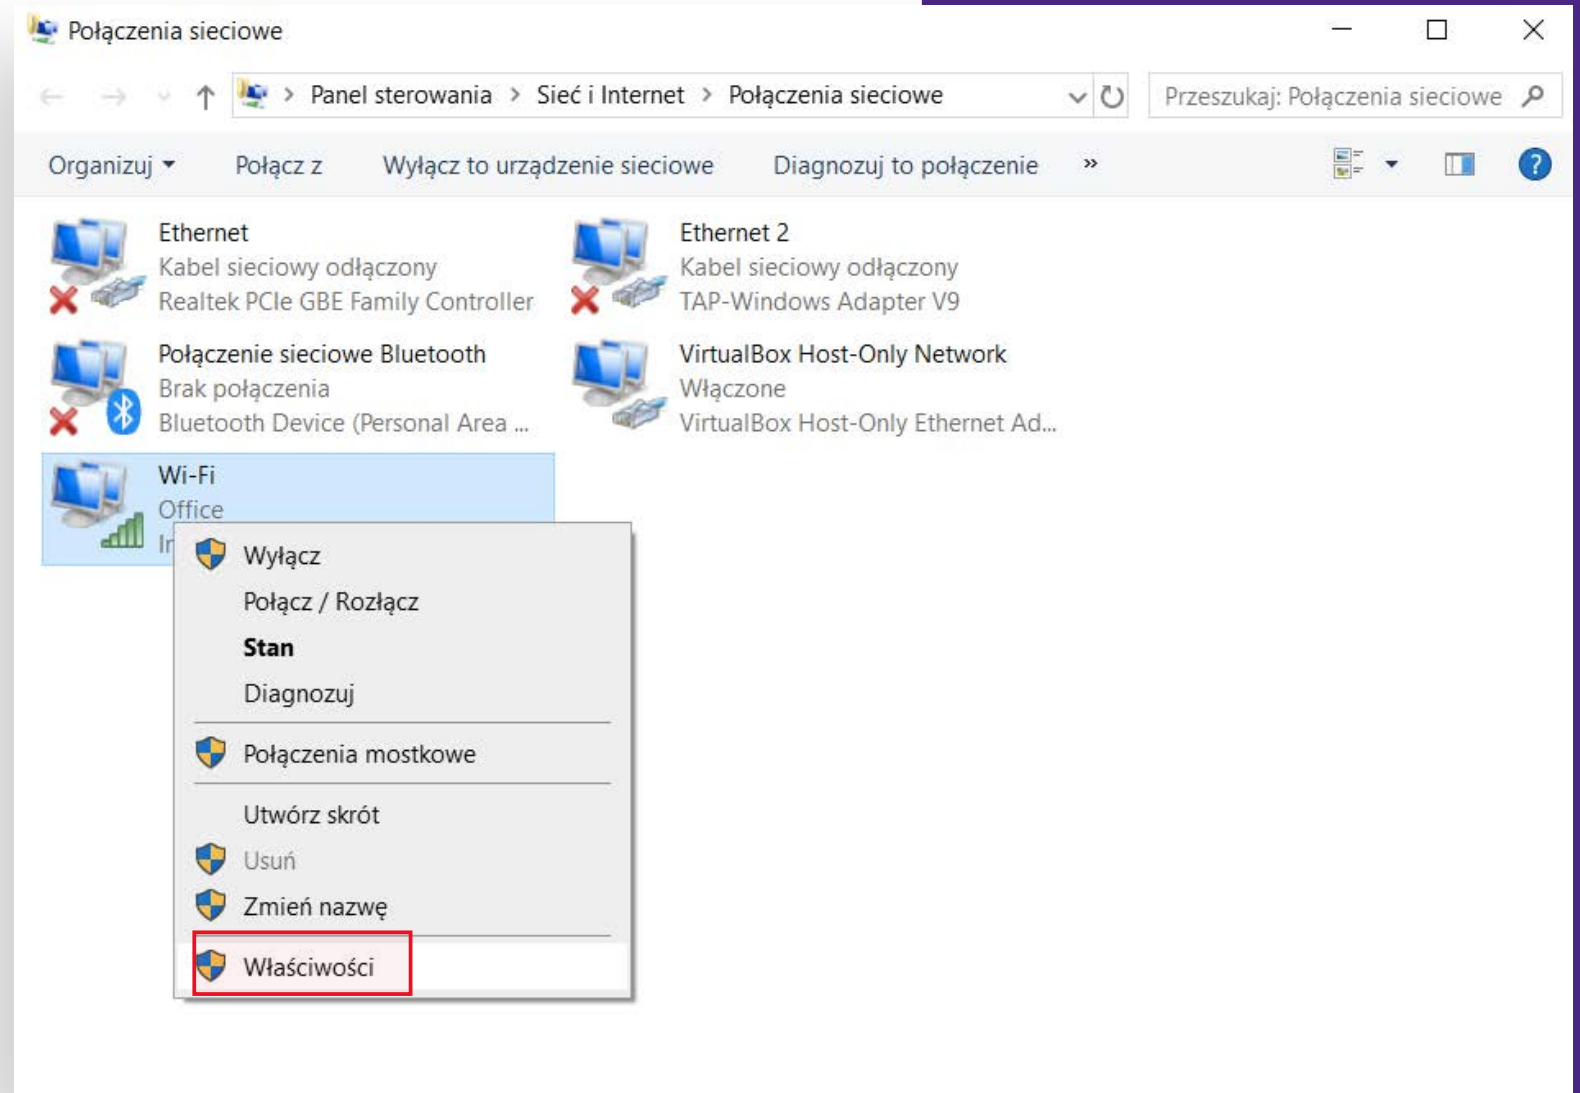 Połączenia sieciowe
Panel sterowania > Sieć i Internet > Połączenia sieciowe
Przeszukaj: Połączenia sieciowe
Organizuj Połącz z Wyłącz to urządzenie sieciowe Diagnozuj to połączenie »
Ethernet
Kabel sieciowy odłączony
Realtek PCIe GBE Family Controller
Ethernet 2
Kabel sieciowy odłączony
TAP-Windows Adapter V9
Połączenie sieciowe Bluetooth
Brak połączenia
Bluetooth Device (Personal Area ...
VirtualBox Host-Only Network
Włączone
VirtualBox Host-Only Ethernet Ad...
Wi-Fi
Office
Wyłącz
Połącz / Rozłącz
Stan
Diagnozuj
Połączenia mostkowe
Utwórz skrót
Usuń
Zmień nazwę
Właściwości